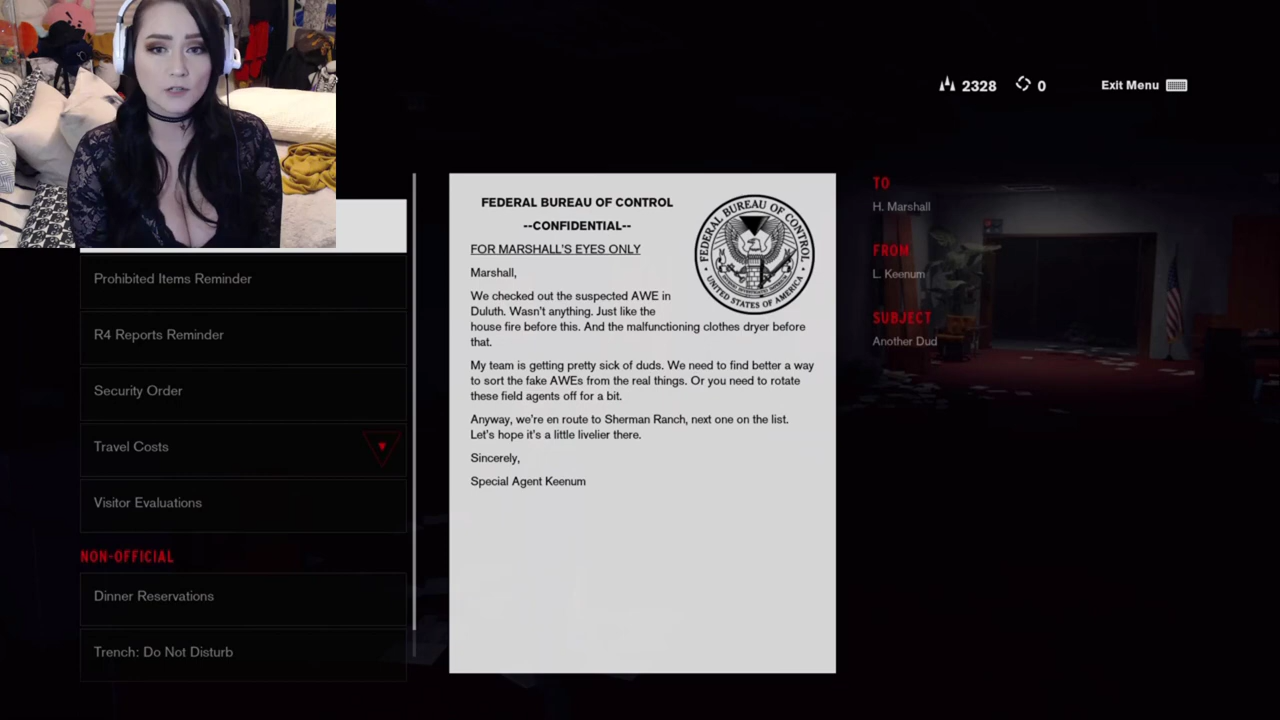 2328
0
Exit Menu
Prohibited Items Reminder
R4 Reports Reminder
Security Order
Travel Costs
Visitor Evaluations
NON-OFFICIAL
Dinner Reservations
Trench: Do Not Disturb
FEDERAL BUREAU OF CONTROL
--CONFIDENTIAL--
FOR MARSHALL'S EYES ONLY
FEDERAL BUREAU OF CONTROL
• UNITED STATES OF AMERICA •
Marshall,
We checked out the suspected AWE in
Duluth. Wasn't anything. Just like the
house fire before this. And the malfunctioning clothes dryer before
that.
My team is getting pretty sick of duds. We need to find better a way
to sort the fake AWEs from the real things. Or you need to rotate
these field agents off for a bit.
Anyway, we're en route to Sherman Ranch, next one on the list.
Let's hope it's a little livelier there.
Sincerely,
Special Agent Keenum
TO
H. Marshall
FROM
L. Keenum
SUBJECT
Another Dud